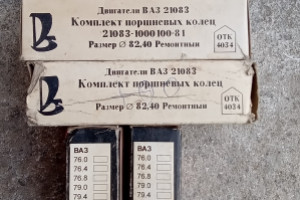 Двигатели ВАЗ 21083
Комплект поршневых колец
21083-1000100-81
Размер ∅ 82,40 Ремонтный
ОТК
4034
Двигатели ВАЗ 21083
Комплект поршневых колец
Размер ∅ 82,40 Ремонтный
ОТК
4034
ВАЗ
76.0
76.4
76.8
79.0
79.4
ВАЗ
76.0
76.4
76.8
79.0
79.4